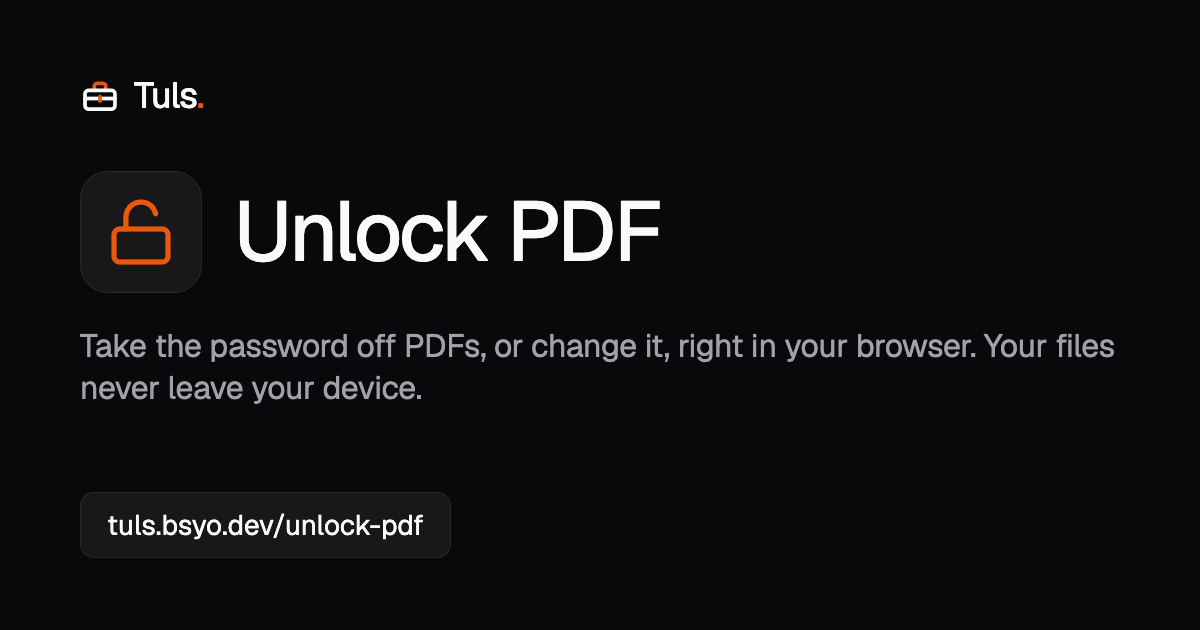 Tuls.
Unlock PDF
Take the password off PDFs, or change it, right in your browser. Your files
never leave your device.
tuls.bsyo.dev/unlock-pdf